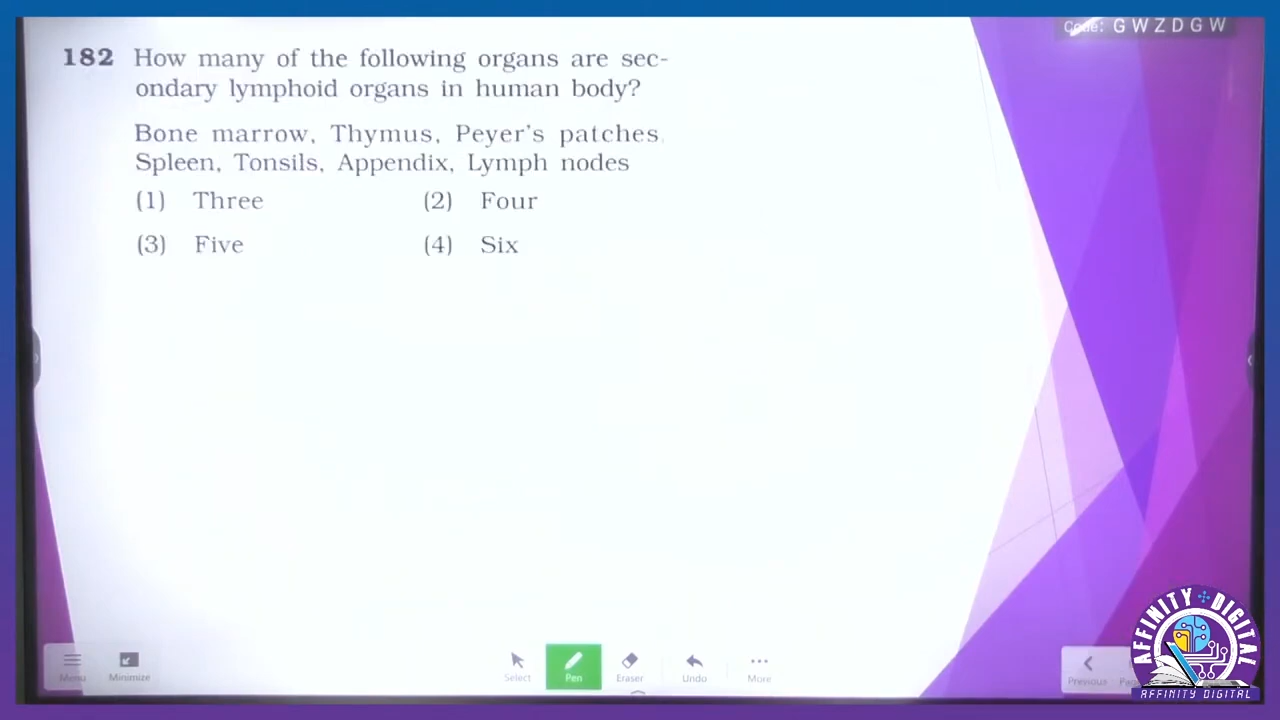 Code: G W Z D G W
182 How many of the following organs are sec-
ondary lymphoid organs in human body?
Bone marrow, Thymus, Peyer's patches,
Spleen, Tonsils, Appendix, Lymph nodes
(1) Three (2) Four
(3) Five (4) Six
Menu Minimize Select Pen Eraser Undo More Previous
AFFINITY DIGITAL
AFFINITY DIGITAL